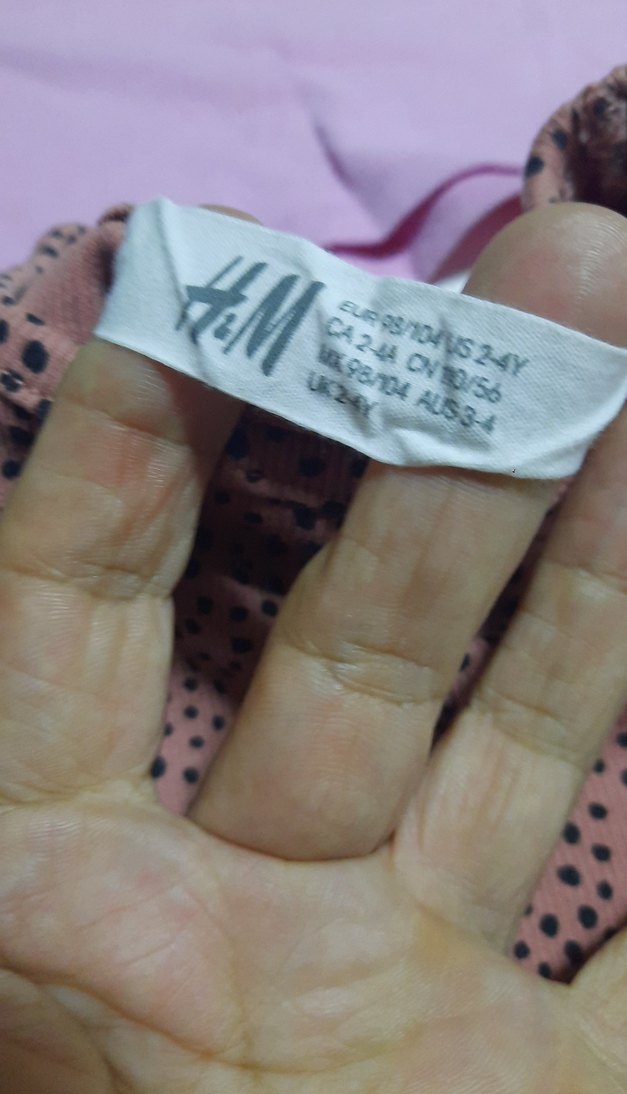 H&M
EUR 98/104 US 2-4Y
CA 2-4A CN 110/56
MX 98/104 AUS 3-4
UK 2-4Y